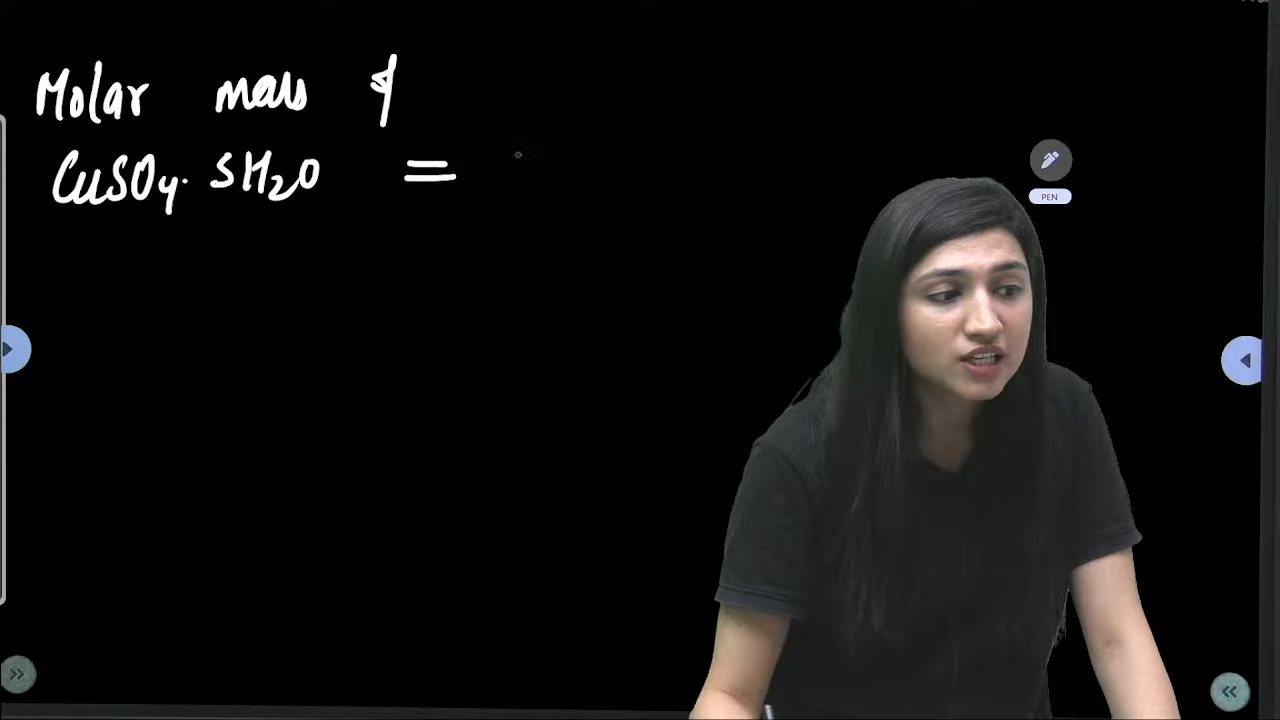 Molar mass of
CuSO4. 5H2O =
PEN